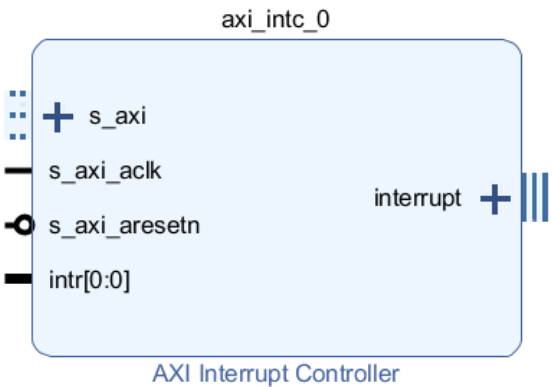 axi_intc_0
s_axi
s_axi_aclk
s_axi_aresetn
intr[0:0]
interrupt
AXI Interrupt Controller